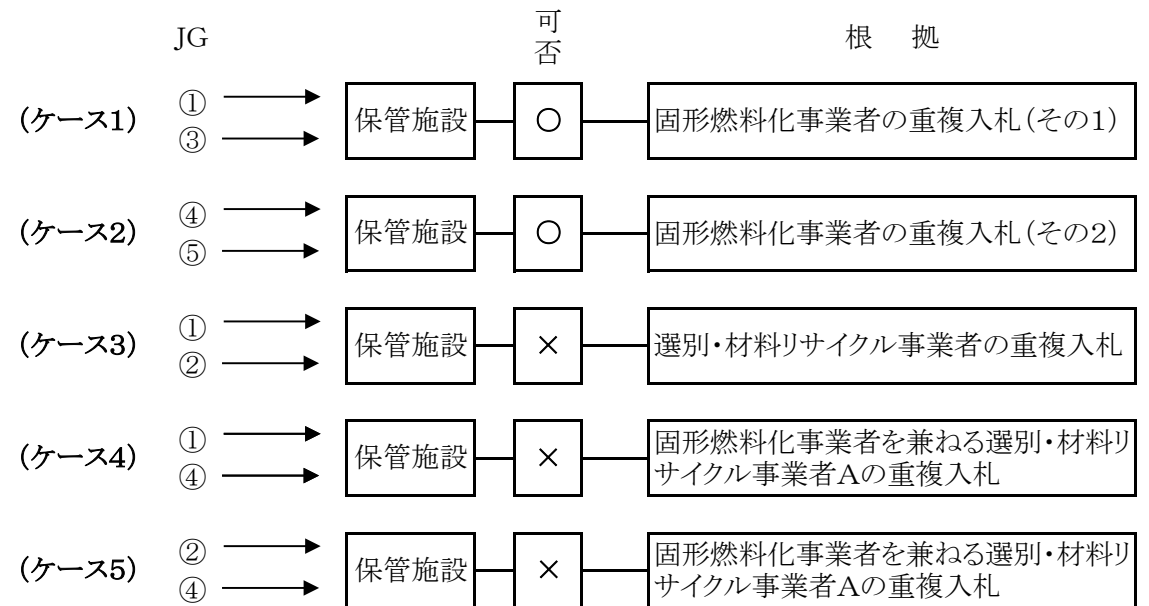 JG
可
否
根 拠
(ケース1)
①
③
保管施設
○
固形燃料化事業者の重複入札(その1)
(ケース2)
④
⑤
保管施設
○
固形燃料化事業者の重複入札(その2)
(ケース3)
①
②
保管施設
×
選別・材料リサイクル事業者の重複入札
(ケース4)
①
④
保管施設
×
固形燃料化事業者を兼ねる選別・材料リ
サイクル事業者Aの重複入札
(ケース5)
②
④
保管施設
×
固形燃料化事業者を兼ねる選別・材料リ
サイクル事業者Aの重複入札